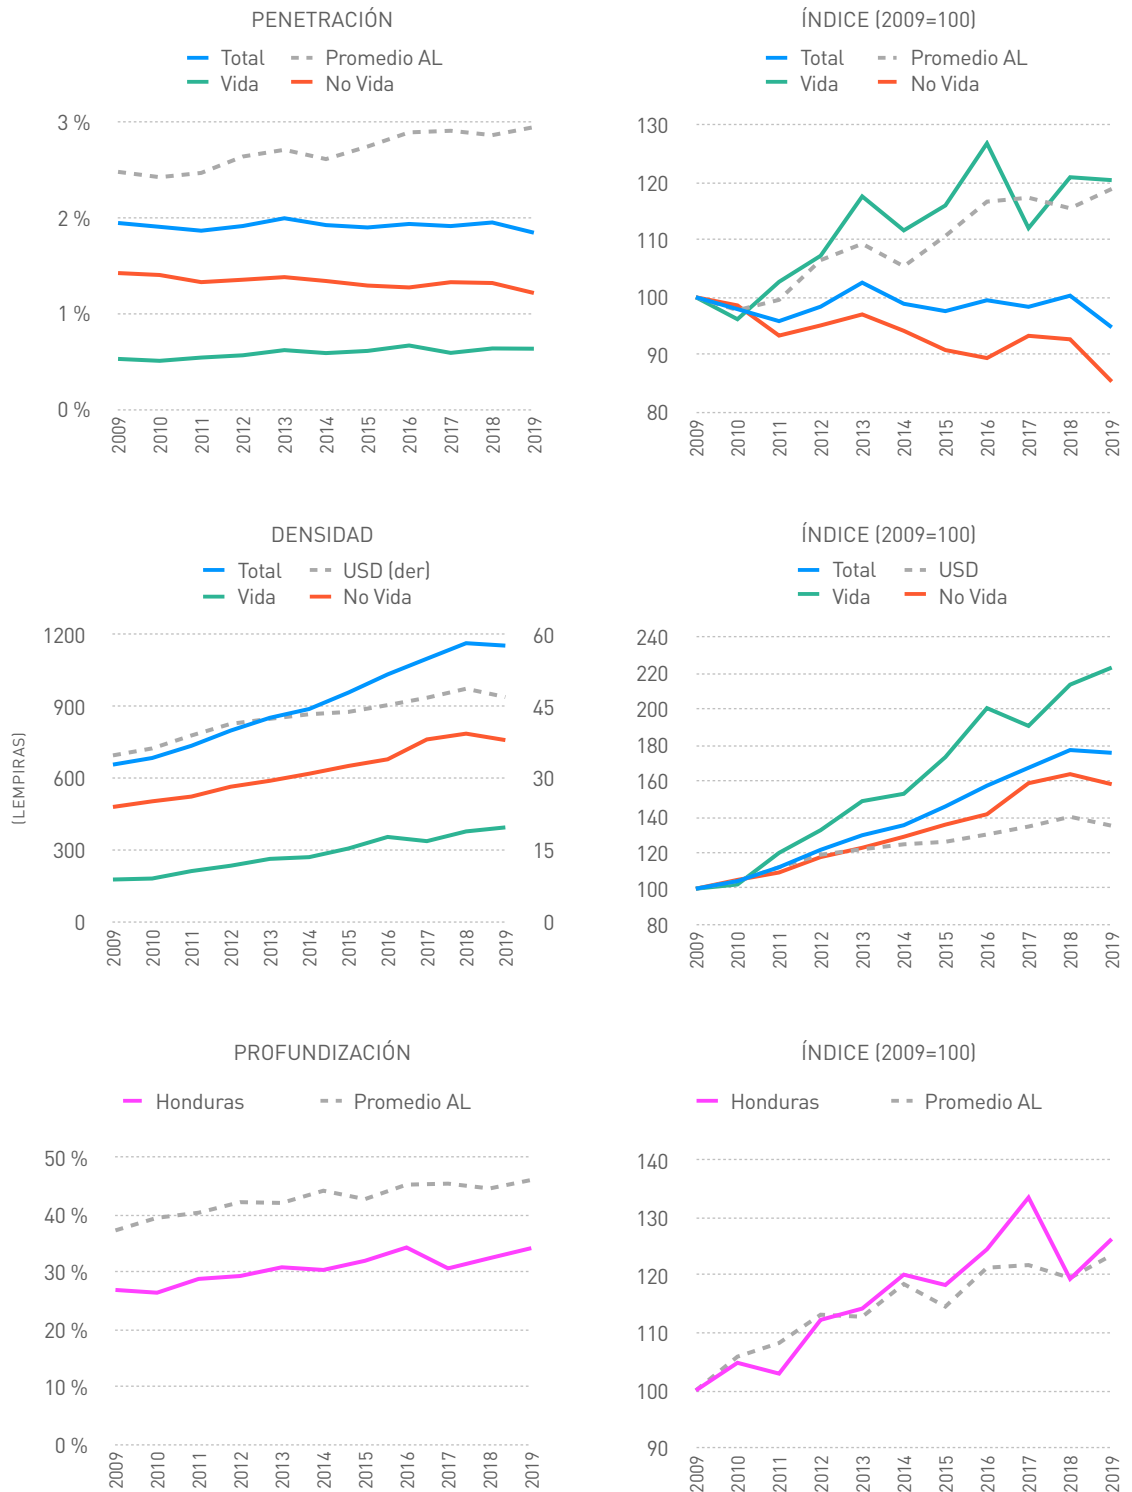 PENETRACIÓN
Total Promedio AL
Vida No Vida
3 %
2 %
1 %
0 %
2009 2010 2011 2012 2013 2014 2015 2016 2017 2018 2019
ÍNDICE (2009=100)
Total Promedio AL
Vida No Vida
130
120
110
100
90
80
2009 2010 2011 2012 2013 2014 2015 2016 2017 2018 2019
DENSIDAD
Total USD (der)
Vida No Vida
(LEMPIRAS)
1200 60
900 45
600 30
300 15
0 0
2009 2010 2011 2012 2013 2014 2015 2016 2017 2018 2019
ÍNDICE (2009=100)
Total USD
Vida No Vida
240
220
200
180
160
140
120
100
80
2009 2010 2011 2012 2013 2014 2015 2016 2017 2018 2019
PROFUNDIZACIÓN
Honduras Promedio AL
50 %
40 %
30 %
20 %
10 %
0 %
2009 2010 2011 2012 2013 2014 2015 2016 2017 2018 2019
ÍNDICE (2009=100)
Honduras Promedio AL
140
130
120
110
100
90
2009 2010 2011 2012 2013 2014 2015 2016 2017 2018 2019